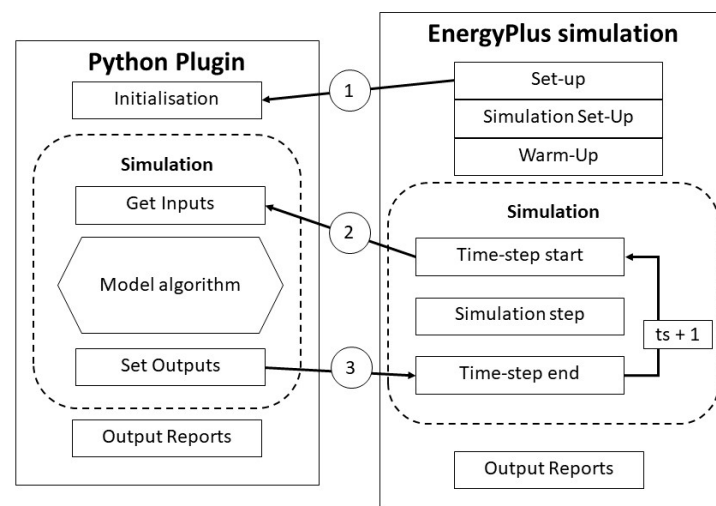 Python Plugin
Initialisation
Simulation
Get Inputs
Model algorithm
Set Outputs
Output Reports
1
2
3
EnergyPlus simulation
Set-up
Simulation Set-Up
Warm-Up
Simulation
Time-step start
Simulation step
ts + 1
Time-step end
Output Reports